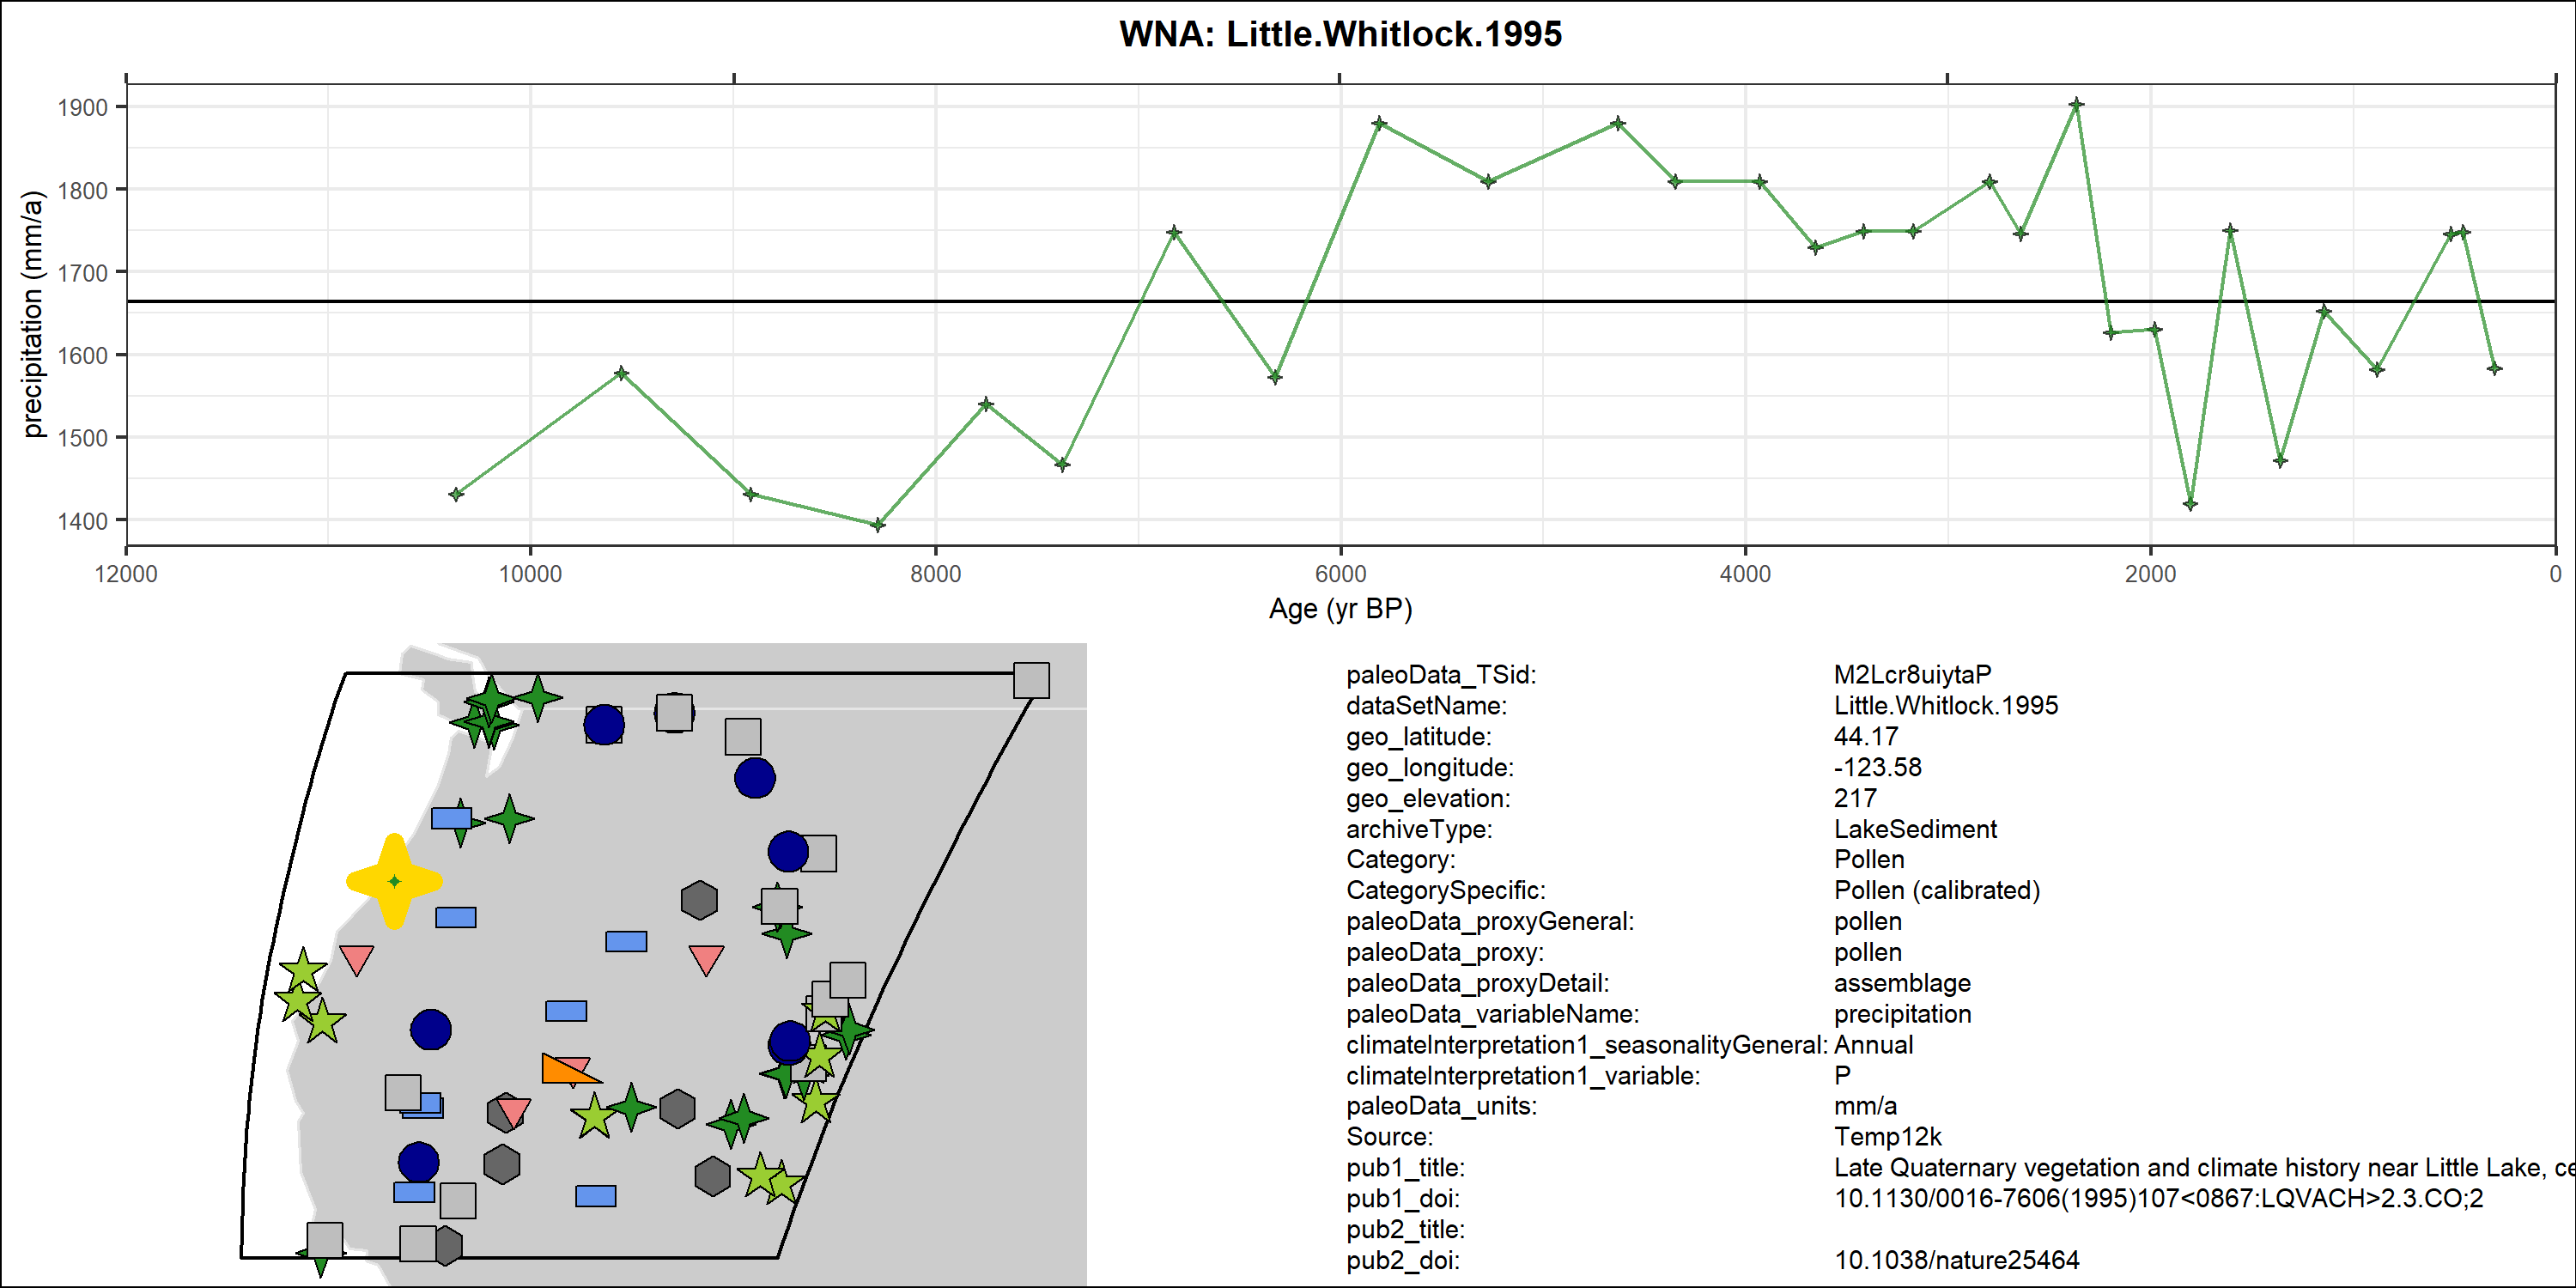 WNA: Little.Whitlock.1995
precipitation (mm/a)
1900
1800
1700
1600
1500
1400
12000 10000 8000 6000 4000 2000 0
Age (yr BP)
paleoData_TSid: M2Lcr8uiytaP
dataSetName: Little.Whitlock.1995
geo_latitude: 44.17
geo_longitude: -123.58
geo_elevation: 217
archiveType: LakeSediment
Category: Pollen
CategorySpecific: Pollen (calibrated)
paleoData_proxyGeneral: pollen
paleoData_proxy: pollen
paleoData_proxyDetail: assemblage
paleoData_variableName: precipitation
climateInterpretation1_seasonalityGeneral: Annual
climateInterpretation1_variable: P
paleoData_units: mm/a
Source: Temp12k
pub1_title: Late Quaternary vegetation and climate history near Little Lake, ce
pub1_doi: 10.1130/0016-7606(1995)107<0867:LQVACH>2.3.CO;2
pub2_title:
pub2_doi: 10.1038/nature25464